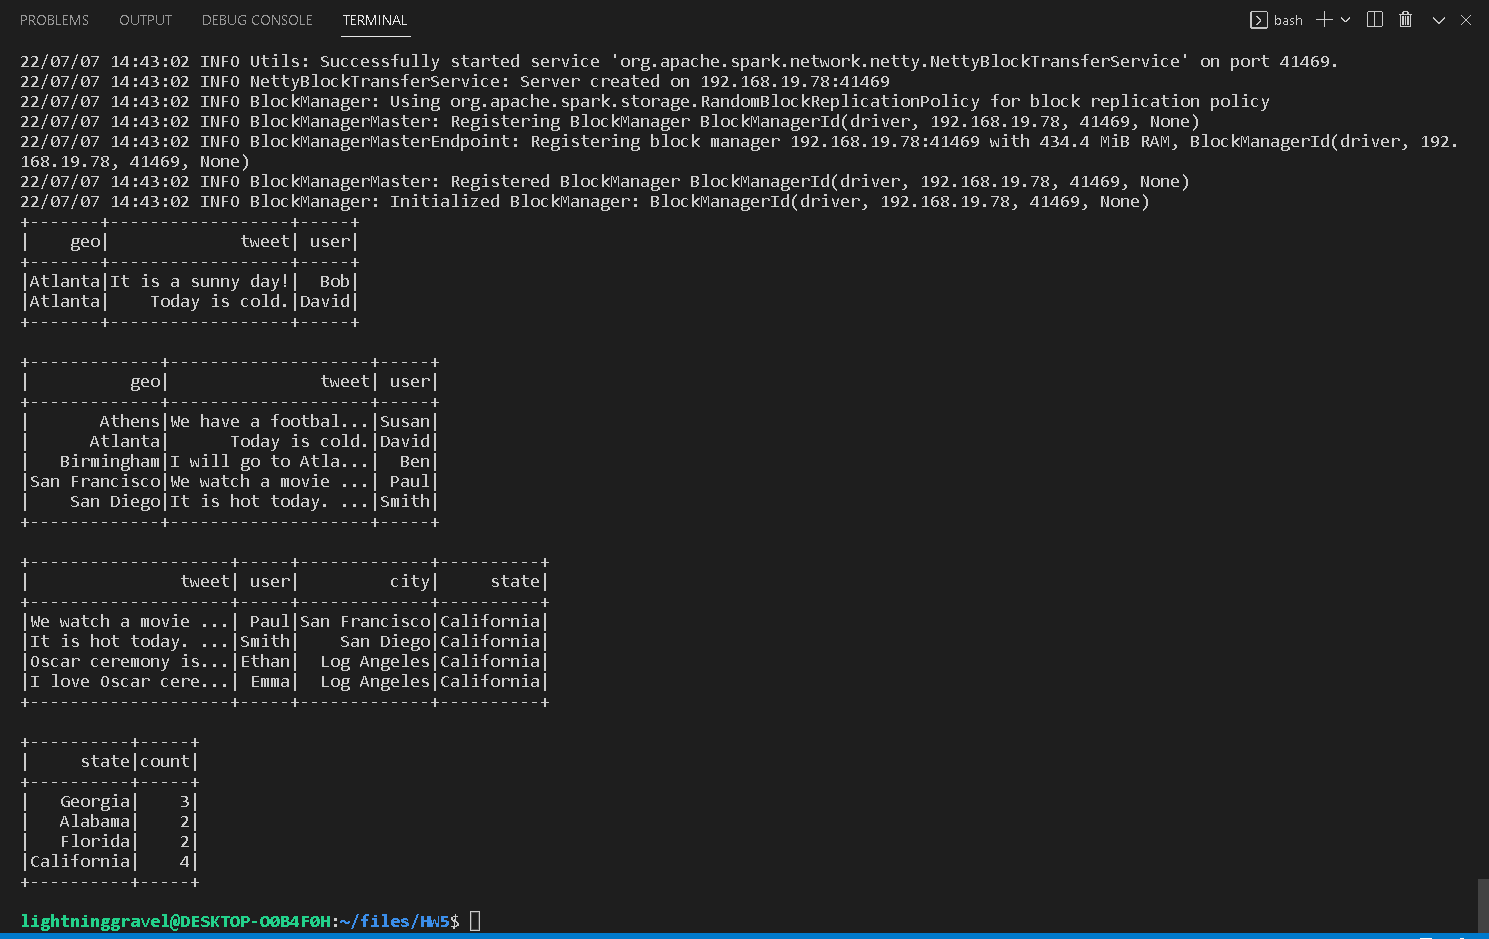 PROBLEMS OUTPUT DEBUG CONSOLE TERMINAL bash
22/07/07 14:43:02 INFO Utils: Successfully started service 'org.apache.spark.network.netty.NettyBlockTransferService' on port 41469.
22/07/07 14:43:02 INFO NettyBlockTransferService: Server created on 192.168.19.78:41469
22/07/07 14:43:02 INFO BlockManager: Using org.apache.spark.storage.RandomBlockReplicationPolicy for block replication policy
22/07/07 14:43:02 INFO BlockManagerMaster: Registering BlockManager BlockManagerId(driver, 192.168.19.78, 41469, None)
22/07/07 14:43:02 INFO BlockManagerMasterEndpoint: Registering block manager 192.168.19.78:41469 with 434.4 MiB RAM, BlockManagerId(driver, 192.
168.19.78, 41469, None)
22/07/07 14:43:02 INFO BlockManagerMaster: Registered BlockManager BlockManagerId(driver, 192.168.19.78, 41469, None)
22/07/07 14:43:02 INFO BlockManager: Initialized BlockManager: BlockManagerId(driver, 192.168.19.78, 41469, None)
+-------+------------------+-----+
|    geo|             tweet| user|
+-------+------------------+-----+
|Atlanta|It is a sunny day!|  Bob|
|Atlanta|    Today is cold.|David|
+-------+------------------+-----+
+-------------+--------------------+-----+
|          geo|               tweet| user|
+-------------+--------------------+-----+
|       Athens|We have a footbal...|Susan|
|      Atlanta|      Today is cold.|David|
|   Birmingham|I will go to Atla...|  Ben|
|San Francisco|We watch a movie ...| Paul|
|    San Diego|It is hot today. ...|Smith|
+-------------+--------------------+-----+
+--------------------+-----+-------------+----------+
|               tweet| user|         city|     state|
+--------------------+-----+-------------+----------+
|We watch a movie ...| Paul|San Francisco|California|
|It is hot today. ...|Smith|    San Diego|California|
|Oscar ceremony is...|Ethan|  Log Angeles|California|
|I love Oscar cere...| Emma|  Log Angeles|California|
+--------------------+-----+-------------+----------+
+----------+-----+
|     state|count|
+----------+-----+
|   Georgia|    3|
|   Alabama|    2|
|   Florida|    2|
|California|    4|
+----------+-----+
lightninggravel@DESKTOP-O0B4F0H:~/files/HW5$